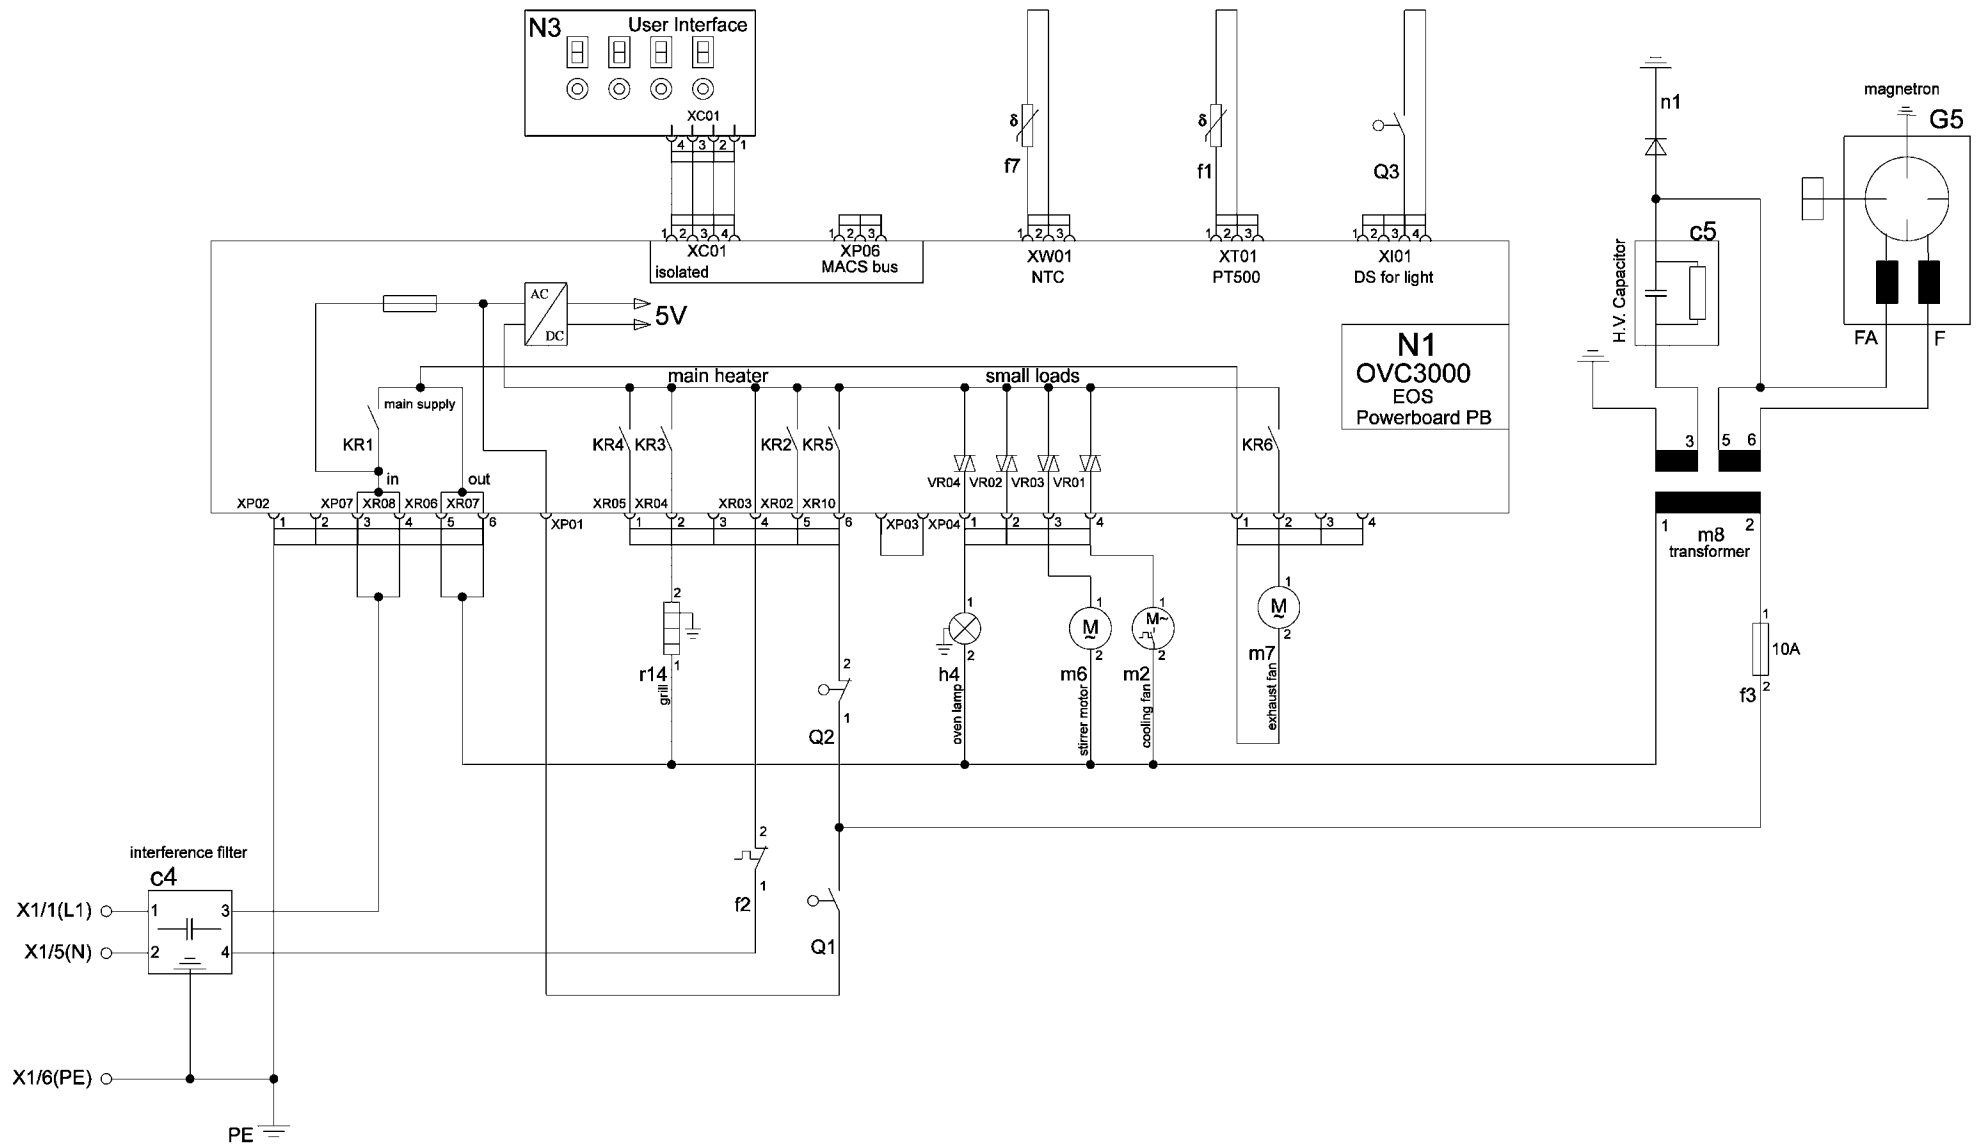 N3 User Interface
XC01
4 3 2 1
f7
δ
f1
δ
Q3
n1
magnetron
G5
1 2 3 4
XC01
isolated
1 2 3
XP06
MACS bus
1 2 3
XW01
NTC
1 2 3
XT01
PT500
1 2 3 4
XI01
DS for light
H.V. Capacitor
c5
FA F
AC
DC
5V
N1
OVC3000
EOS
Powerboard PB
main heater
small loads
main supply
KR1
in
out
KR4 KR3 KR2 KR5
VR04 VR02 VR03 VR01
KR6
3 5 6
XP02 XP07 XR08 XR06 XR07
1 2 3 4 5 6
XP01
XR05 XR04 XR03 XR02 XR10
1 2 3 4 5 6
XP03 XP04
1 2 3 4
1 2 3 4
1 2
m8
transformer
2
r14
1
grill
1
h4
2
oven lamp
1
M
~
m6
2
stirrer motor
1
M~
m2
2
cooling fan
1
M
~
2
m7
exhaust fan
1
10A
f3
2
2
1
Q2
2
1
f2
Q1
interference filter
c4
X1/1(L1) 1 3
X1/5(N) 2 4
X1/6(PE)
PE